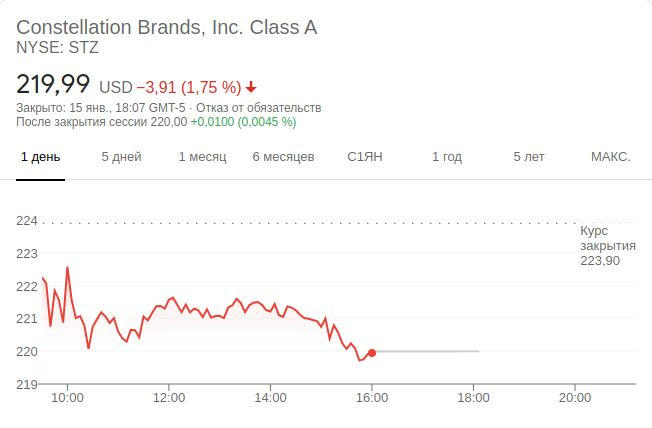 Constellation Brands, Inc. Class A
NYSE: STZ
219,99 USD −3,91 (1,75 %)
Закрыто: 15 янв., 18:07 GMT-5 · Отказ от обязательств
После закрытия сессии 220,00 +0,0100 (0,0045 %)
1 день 5 дней 1 месяц 6 месяцев С1ЯН 1 год 5 лет МАКС.
224
Курс
закрытия
223,90
223
222
221
220
219
10:00 12:00 14:00 16:00 18:00 20:00